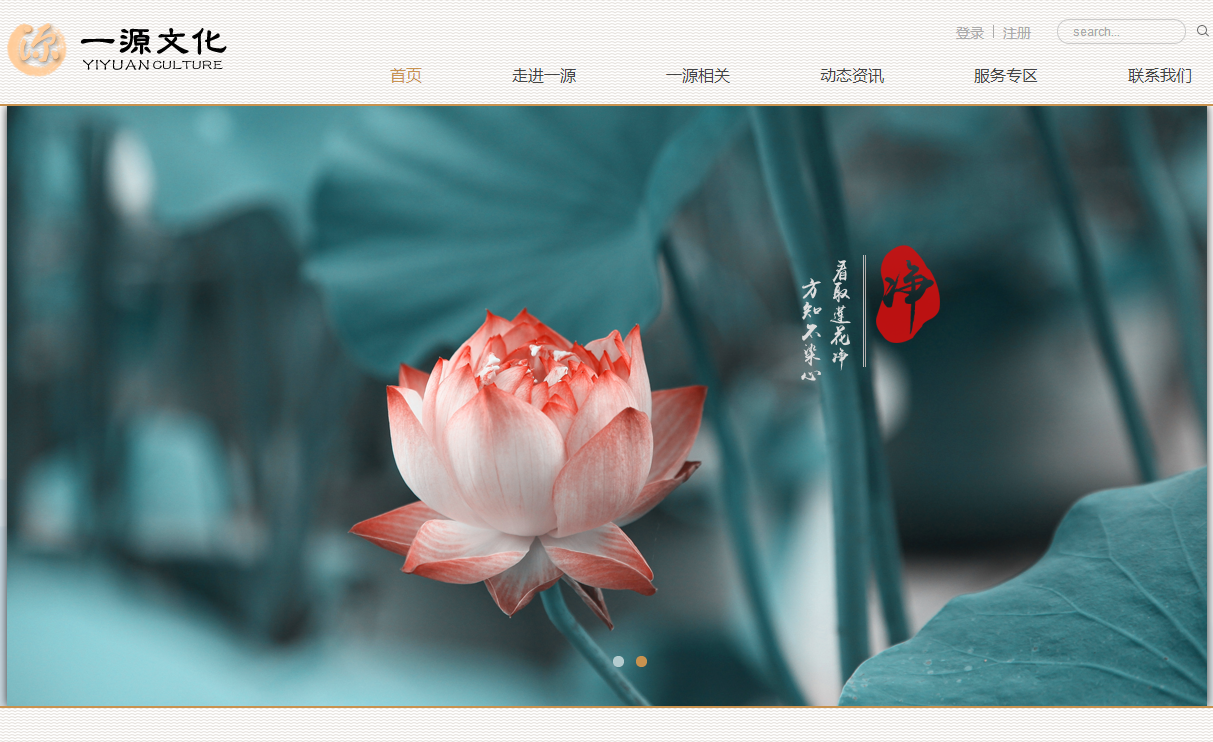 源
一源文化
YIYUAN CULTURE
登录 | 注册
search...
首页
走进一源
一源相关
动态资讯
服务专区
联系我们
净
看取莲花净
方知不染心